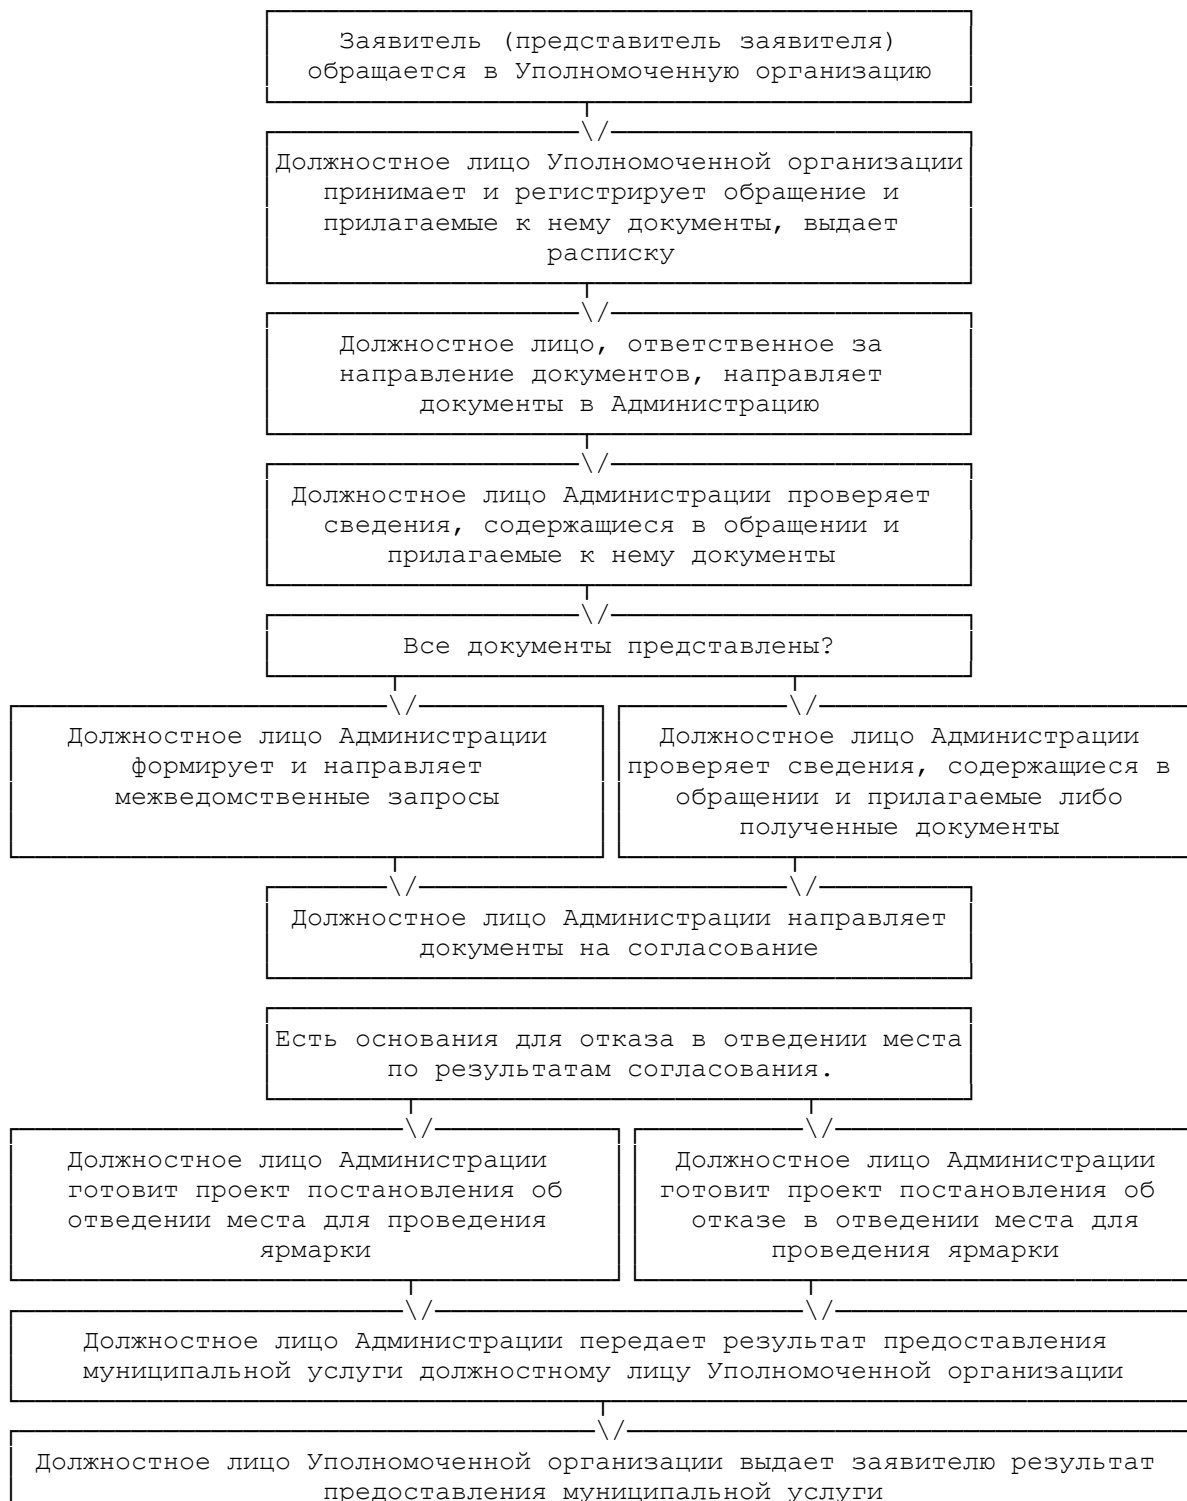 Заявитель (представитель заявителя)
обращается в Уполномоченную организацию
Должностное лицо Уполномоченной организации
принимает и регистрирует обращение и
прилагаемые к нему документы, выдает
расписку
Должностное лицо, ответственное за
направление документов, направляет
документы в Администрацию
Должностное лицо Администрации проверяет
сведения, содержащиеся в обращении и
прилагаемые к нему документы
Все документы представлены?
Должностное лицо Администрации
формирует и направляет
межведомственные запросы
Должностное лицо Администрации
проверяет сведения, содержащиеся в
обращении и прилагаемые либо
полученные документы
Должностное лицо Администрации направляет
документы на согласование
Есть основания для отказа в отведении места
по результатам согласования.
Должностное лицо Администрации
готовит проект постановления об
отведении места для проведения
ярмарки
Должностное лицо Администрации
готовит проект постановления об
отказе в отведении места для
проведения ярмарки
Должностное лицо Администрации передает результат предоставления
муниципальной услуги должностному лицу Уполномоченной организации
Должностное лицо Уполномоченной организации выдает заявителю результат
предоставления муниципальной услуги